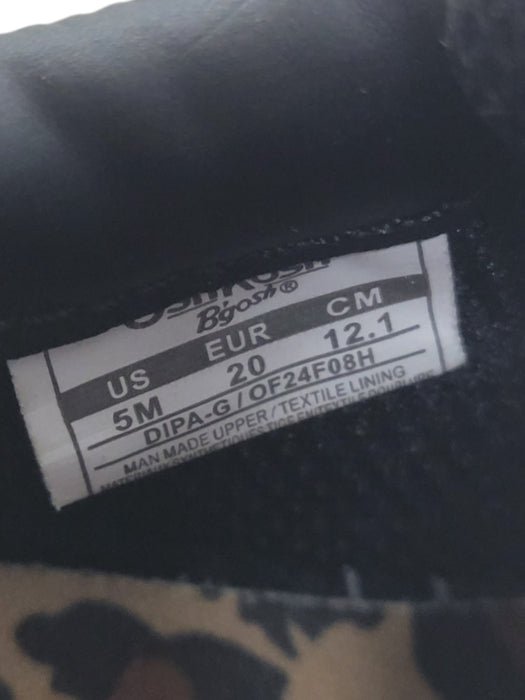 OshKosh
B'gosh®
US EUR CM
5M 20 12.1
DIPA-G / OF24F08H
MAN MADE UPPER / TEXTILE LINING